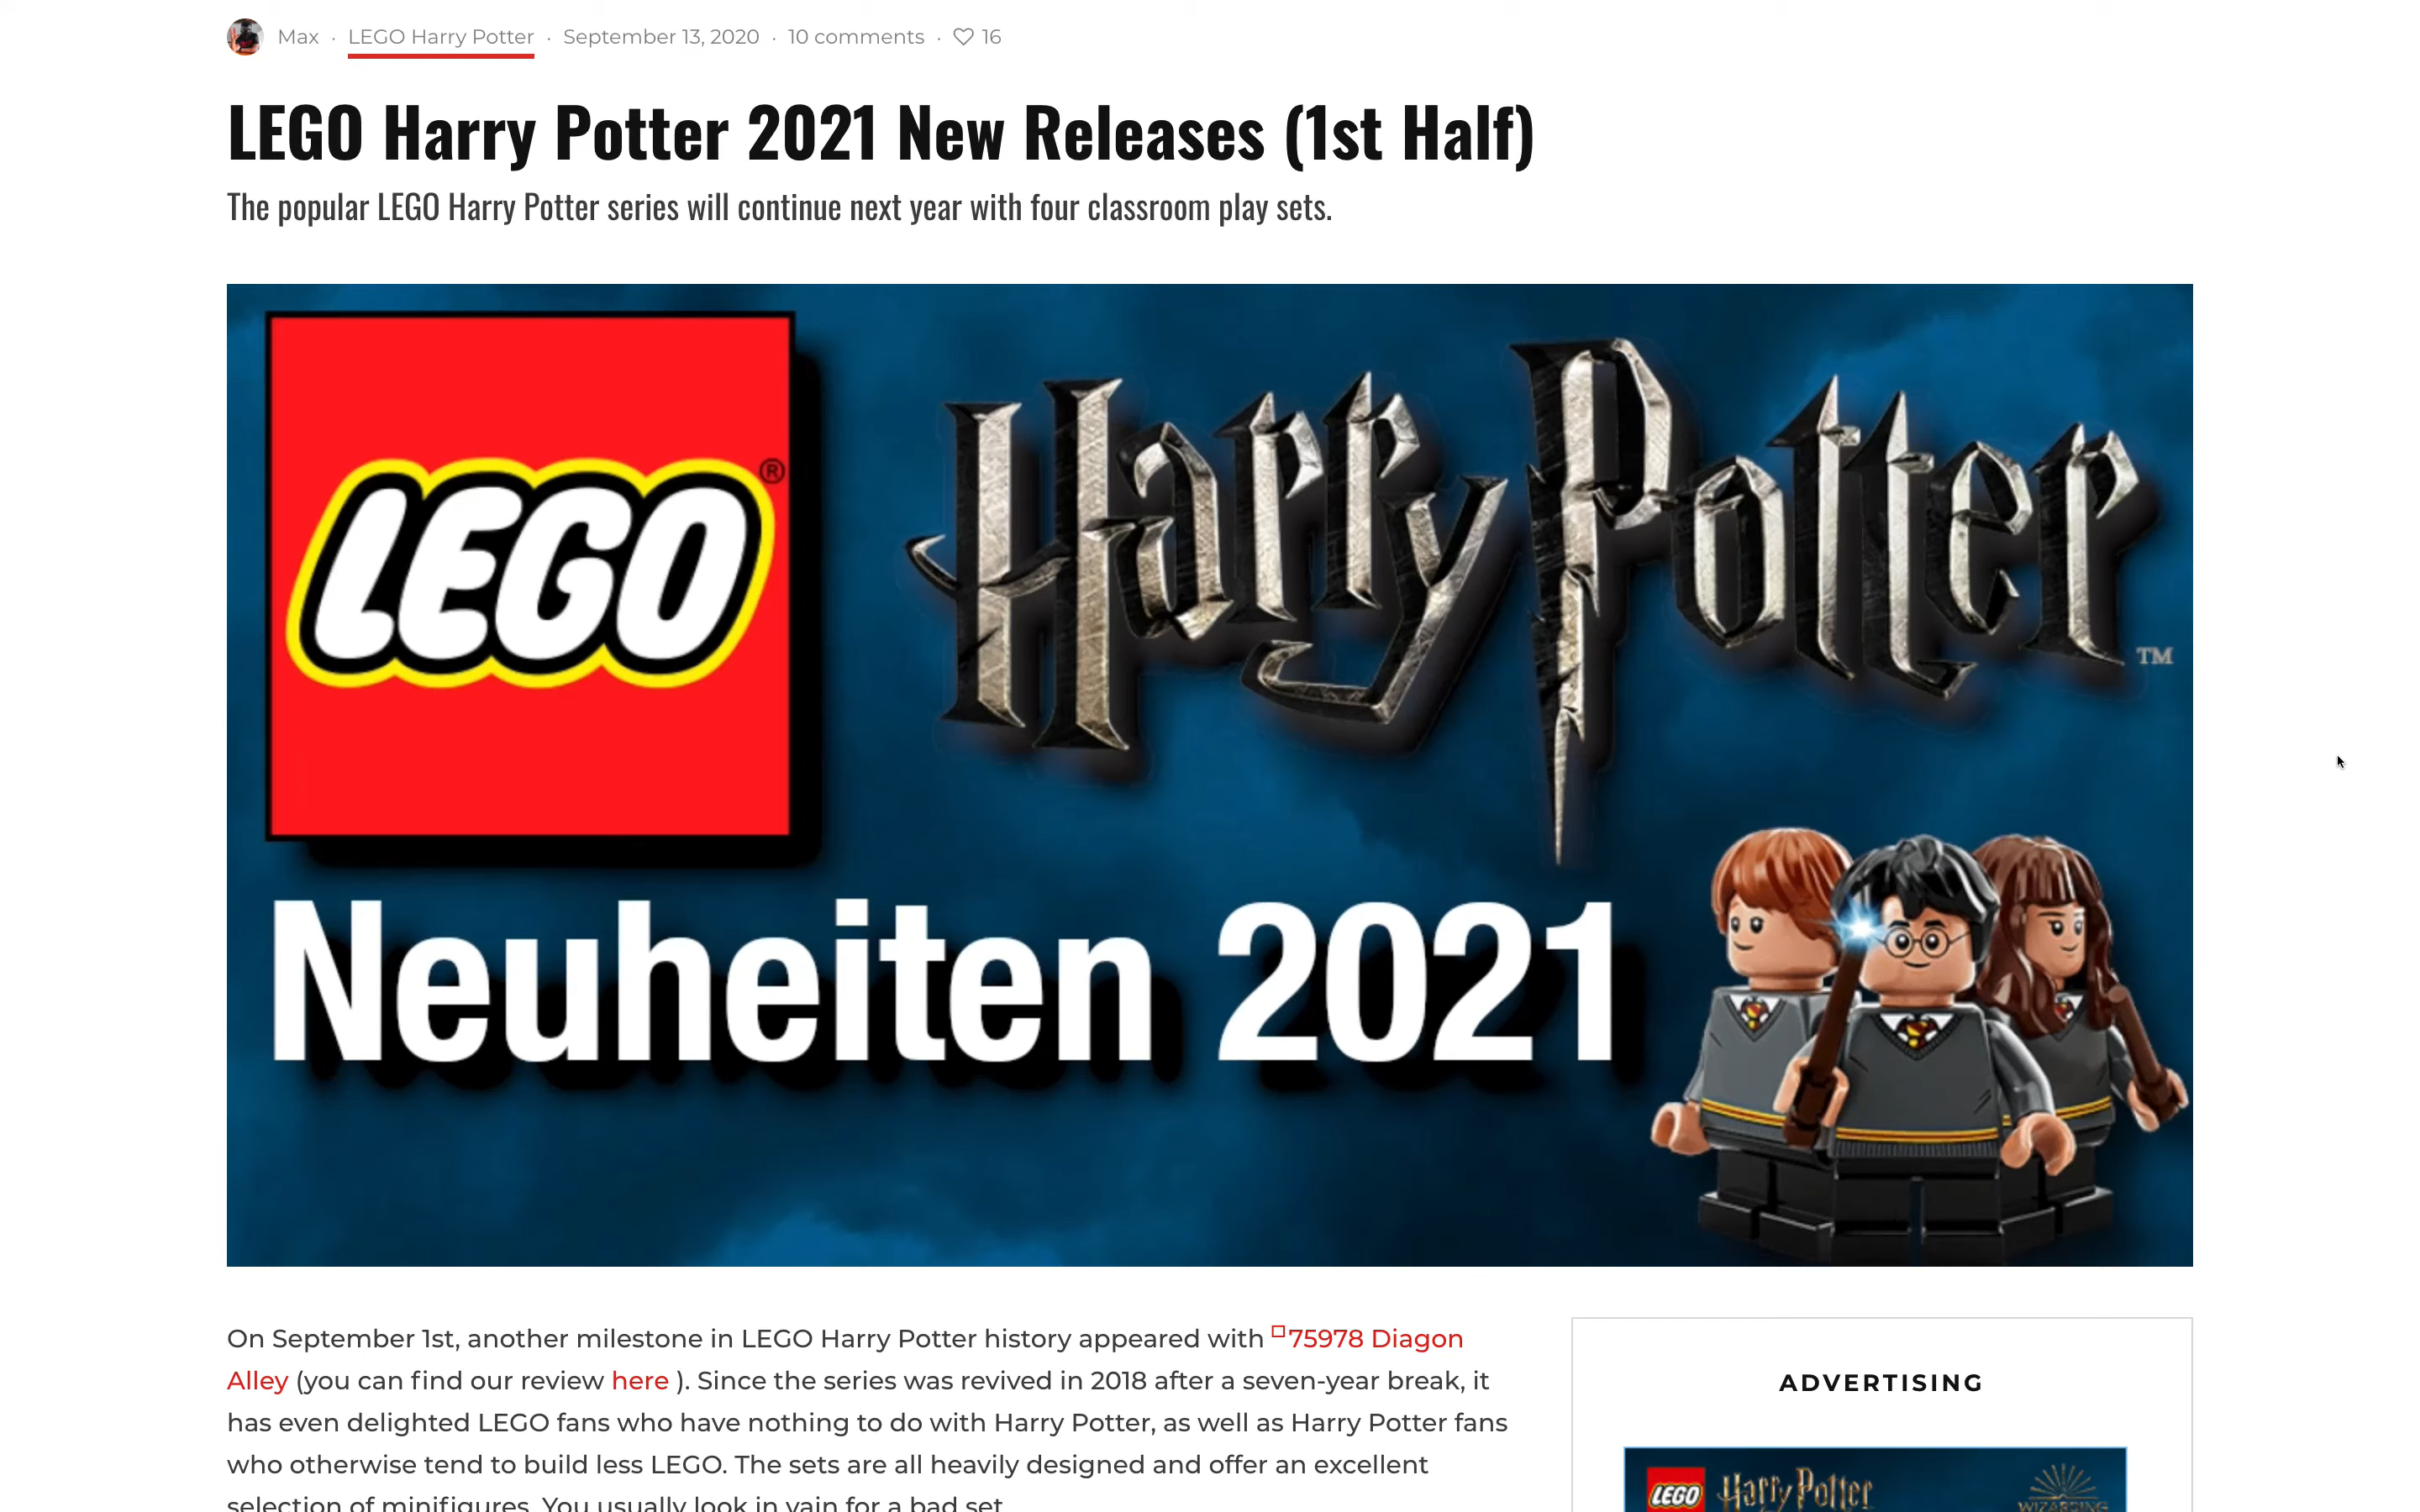 Max · LEGO Harry Potter · September 13, 2020 · 10 comments · 16
LEGO Harry Potter 2021 New Releases (1st Half)
The popular LEGO Harry Potter series will continue next year with four classroom play sets.
LEGO ®
Harry Potter ™
Neuheiten 2021
On September 1st, another milestone in LEGO Harry Potter history appeared with 75978 Diagon
Alley (you can find our review here ). Since the series was revived in 2018 after a seven-year break, it
has even delighted LEGO fans who have nothing to do with Harry Potter, as well as Harry Potter fans
who otherwise tend to build less LEGO. The sets are all heavily designed and offer an excellent
selection of minifigures. You usually look in vain for a bad set.
ADVERTISING
LEGO Harry Potter
WIZARDING